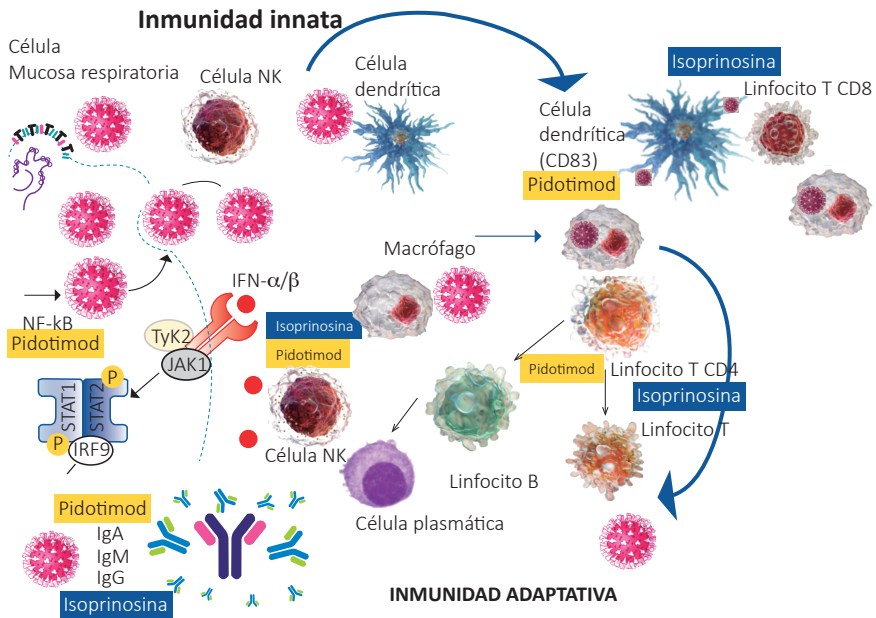 Inmunidad innata
Célula
Mucosa respiratoria
Célula NK
Célula
dendrítica
Célula
dendrítica
(CD83)
Pidotimod
Isoprinosina
Linfocito T CD8
Macrófago
IFN-α/β
NF-kB
Pidotimod
TyK2
JAK1
Isoprinosina
Pidotimod
Célula NK
STAT1
STAT2
P
P
IRF9
Pidotimod
Linfocito T CD4
Isoprinosina
Linfocito T
Linfocito B
Célula plasmática
Pidotimod
IgA
IgM
IgG
Isoprinosina
INMUNIDAD ADAPTATIVA